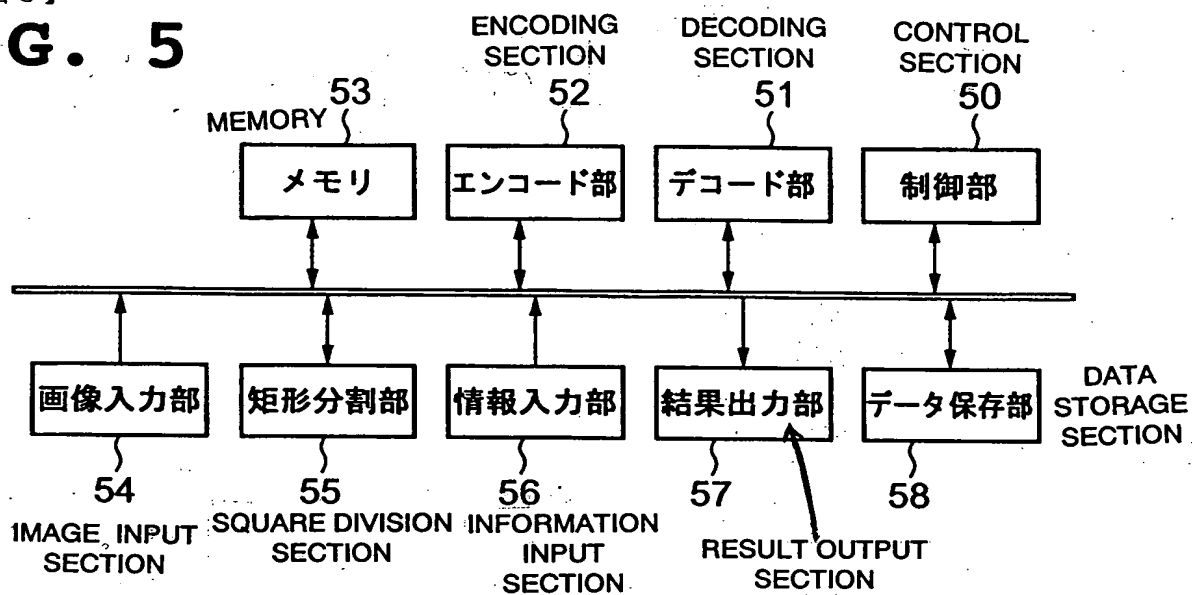 G. 5
ENCODING
SECTION
52
DECODING
SECTION
51
CONTROL
SECTION
50
53
MEMORY
メモリ
エンコード部
デコード部
制御部
画像入力部
矩形分割部
情報入力部
結果出力部
データ保存部
DATA
STORAGE
SECTION
54
IMAGE INPUT
SECTION
55
SQUARE DIVISION
SECTION
56
INFORMATION
INPUT
SECTION
57
RESULT OUTPUT
SECTION
58